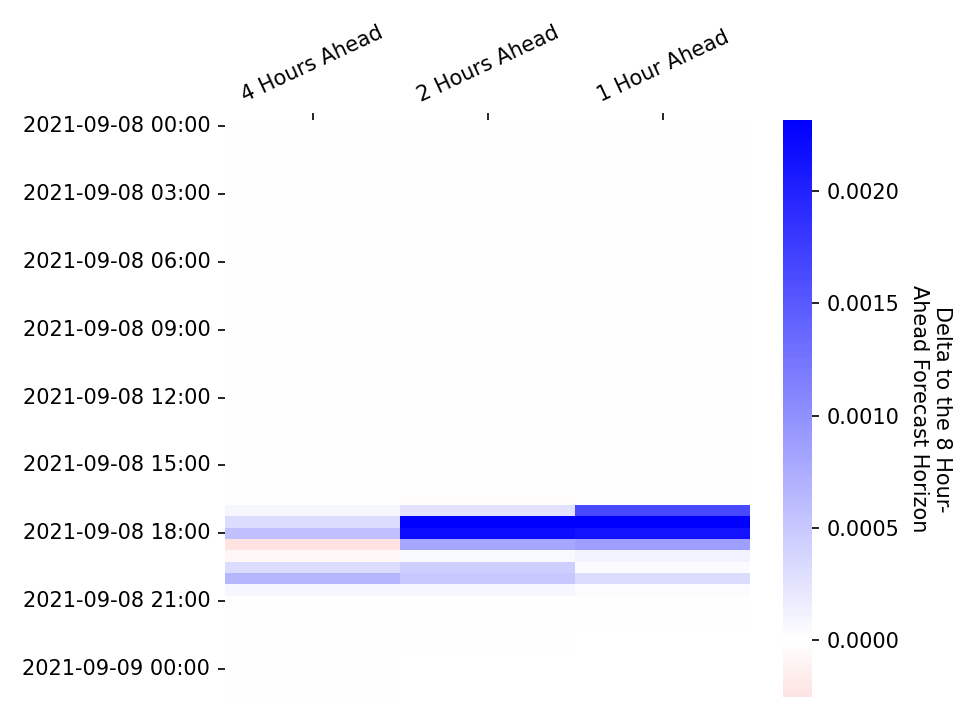 4 Hours Ahead
2 Hours Ahead
1 Hour Ahead
2021-09-08 00:00
2021-09-08 03:00
2021-09-08 06:00
2021-09-08 09:00
2021-09-08 12:00
2021-09-08 15:00
2021-09-08 18:00
2021-09-08 21:00
2021-09-09 00:00
0.0020
0.0015
0.0010
0.0005
0.0000
Delta to the 8 Hour-
Ahead Forecast Horizon